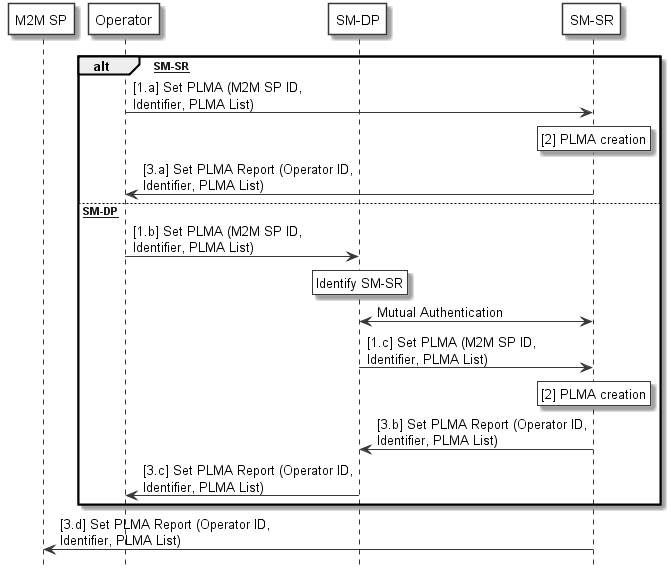 M2M SP
Operator
SM-DP
SM-SR
alt
SM-SR
[1.a] Set PLMA (M2M SP ID,
Identifier, PLMA List)
[2] PLMA creation
[3.a] Set PLMA Report (Operator ID,
Identifier, PLMA List)
SM-DP
[1.b] Set PLMA (M2M SP ID,
Identifier, PLMA List)
Identify SM-SR
Mutual Authentication
[1.c] Set PLMA (M2M SP ID,
Identifier, PLMA List)
[2] PLMA creation
[3.b] Set PLMA Report (Operator ID,
Identifier, PLMA List)
[3.c] Set PLMA Report (Operator ID,
Identifier, PLMA List)
[3.d] Set PLMA Report (Operator ID,
Identifier, PLMA List)